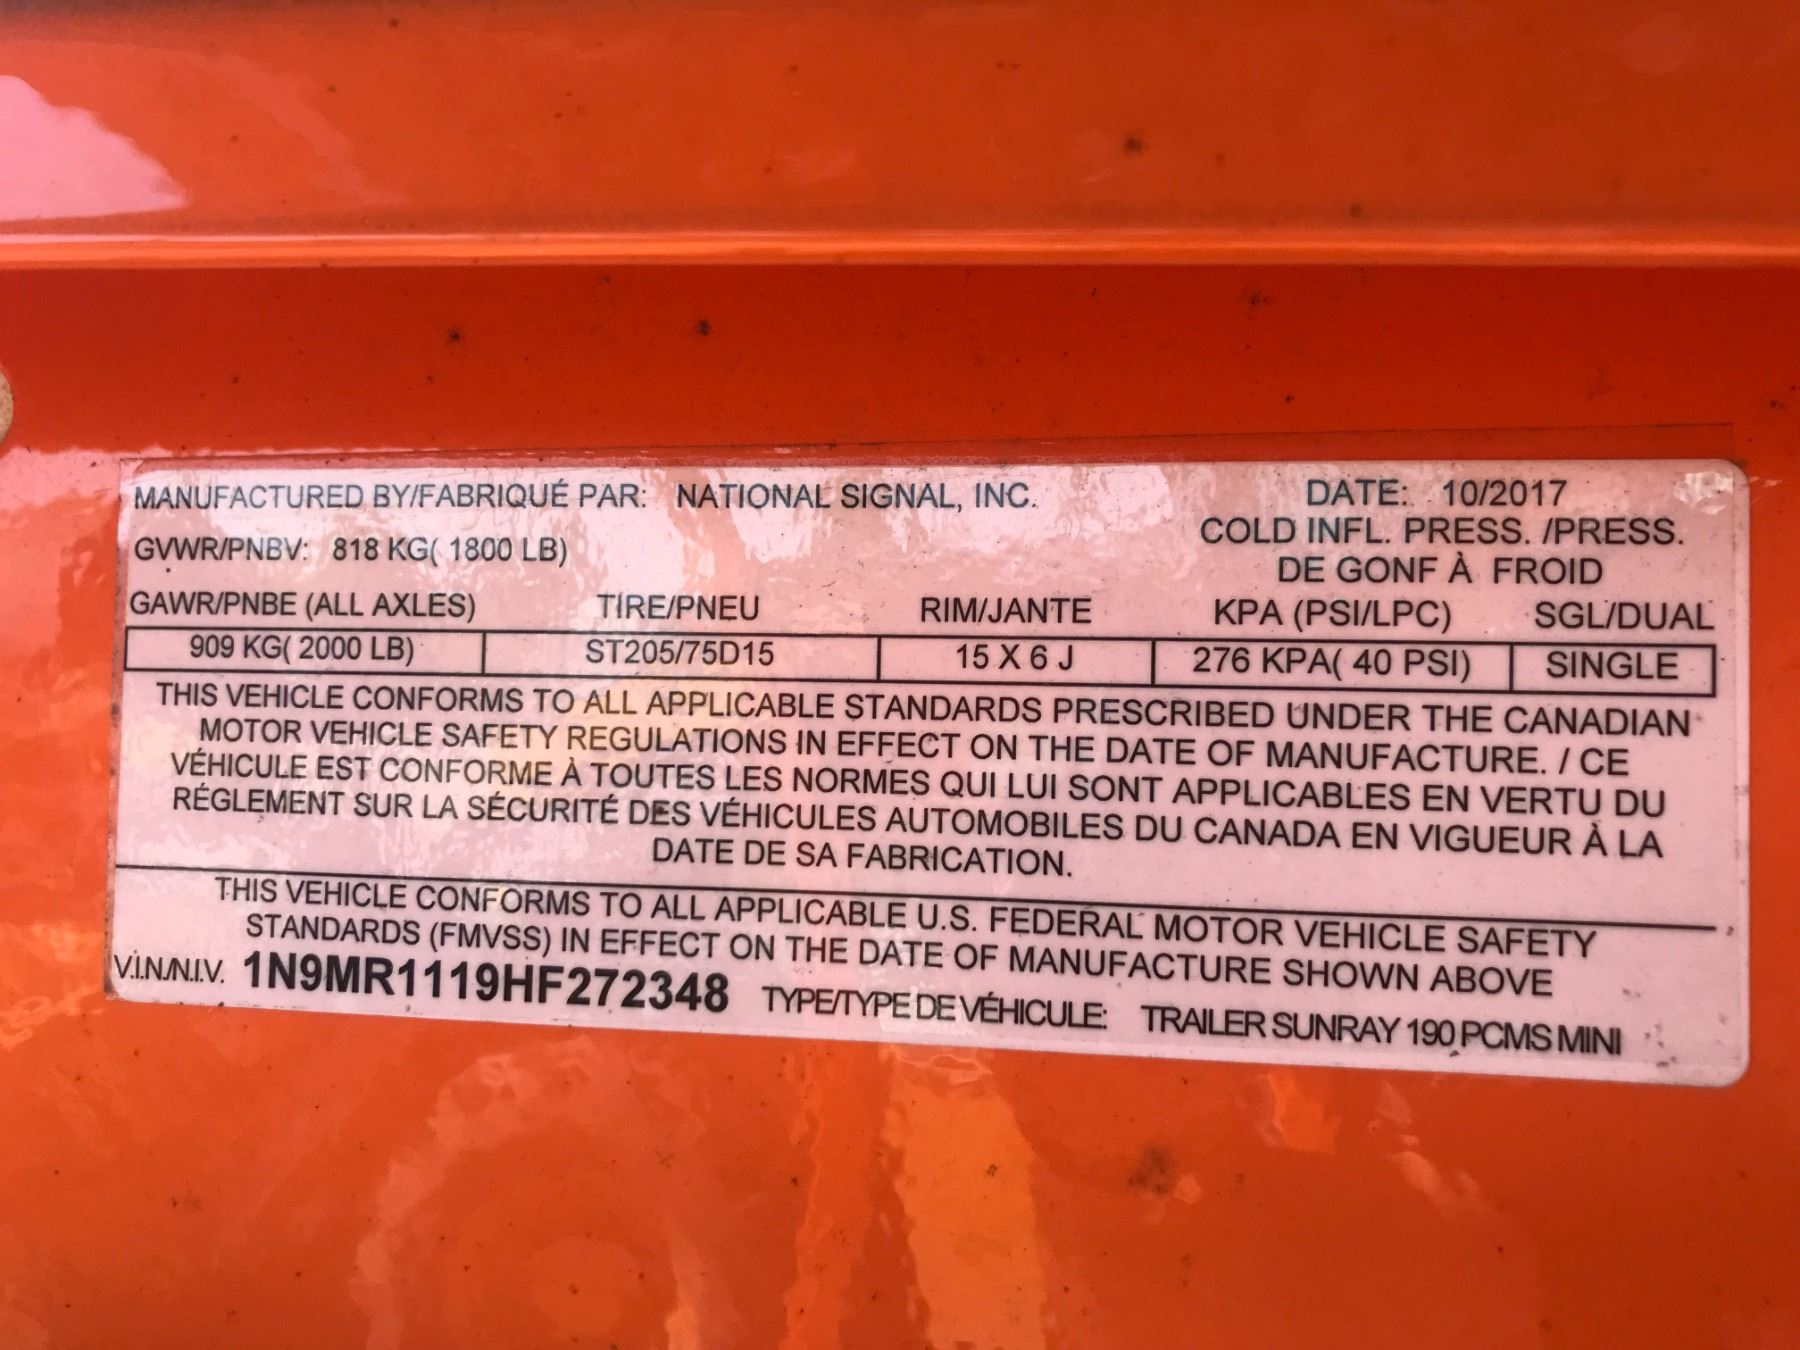 MANUFACTURED BY/FABRIQUÉ PAR: NATIONAL SIGNAL, INC. DATE: 10/2017
GVWR/PNBV: 818 KG( 1800 LB) COLD INFL. PRESS. /PRESS.
DE GONF À FROID
GAWR/PNBE (ALL AXLES) TIRE/PNEU RIM/JANTE KPA (PSI/LPC) SGL/DUAL
909 KG( 2000 LB) ST205/75D15 15 X 6 J 276 KPA( 40 PSI) SINGLE
THIS VEHICLE CONFORMS TO ALL APPLICABLE STANDARDS PRESCRIBED UNDER THE CANADIAN
MOTOR VEHICLE SAFETY REGULATIONS IN EFFECT ON THE DATE OF MANUFACTURE. / CE
VÉHICULE EST CONFORME À TOUTES LES NORMES QUI LUI SONT APPLICABLES EN VERTU DU
RÉGLEMENT SUR LA SÉCURITÉ DES VÉHICULES AUTOMOBILES DU CANADA EN VIGUEUR À LA
DATE DE SA FABRICATION.
THIS VEHICLE CONFORMS TO ALL APPLICABLE U.S. FEDERAL MOTOR VEHICLE SAFETY
STANDARDS (FMVSS) IN EFFECT ON THE DATE OF MANUFACTURE SHOWN ABOVE
V.I.N./N.I.V. 1N9MR1119HF272348 TYPE/TYPE DE VÉHICULE: TRAILER SUNRAY 190 PCMS MINI